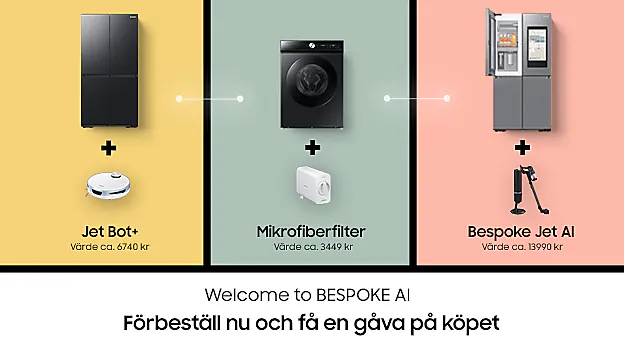 Jet Bot+
Värde ca. 6740 kr
Mikrofiberfilter
Värde ca. 3449 kr
Bespoke Jet AI
Värde ca. 13990 kr
Welcome to BESPOKE AI
Förbeställ nu och få en gåva på köpet